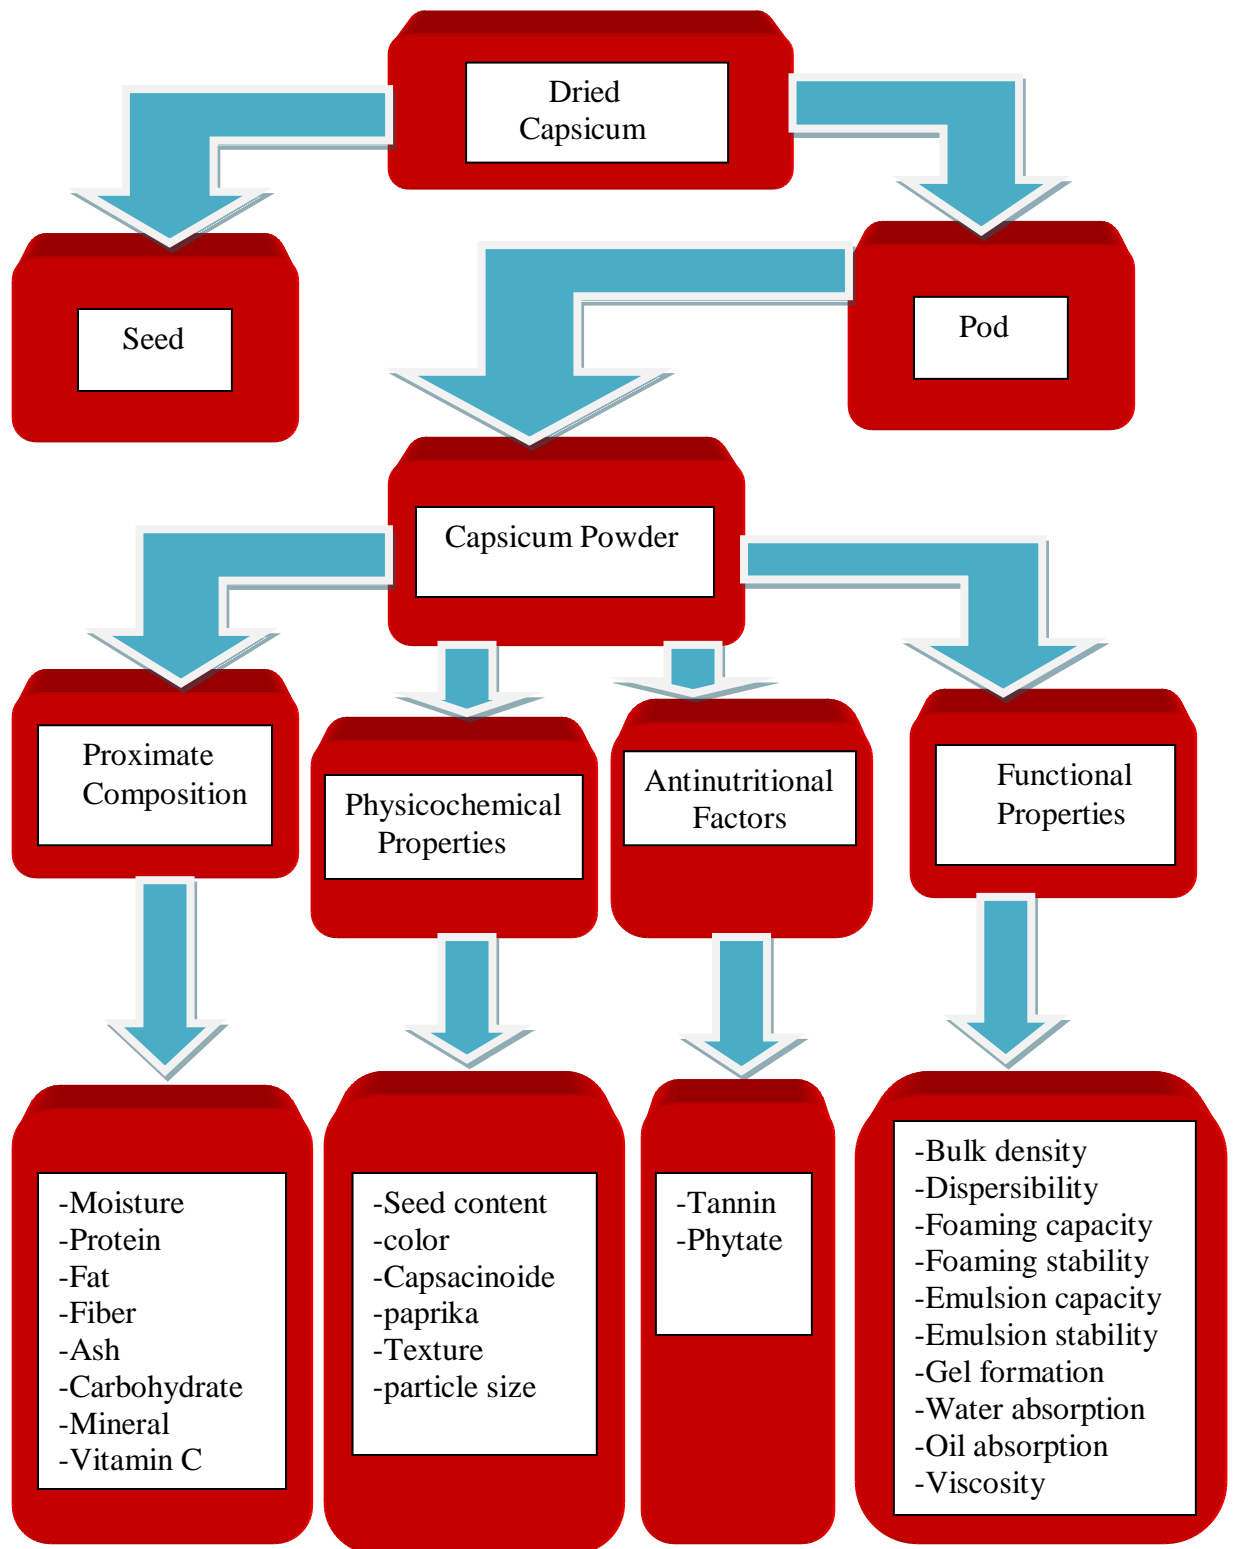 Dried
Capsicum
Seed
Pod
Capsicum Powder
Proximate
Composition
Physicochemical
Properties
Antinutritional
Factors
Functional
Properties
-Moisture
-Protein
-Fat
-Fiber
-Ash
-Carbohydrate
-Mineral
-Vitamin C
-Seed content
-color
-Capsacinoide
-paprika
-Texture
-particle size
-Tannin
-Phytate
-Bulk density
-Dispersibility
-Foaming capacity
-Foaming stability
-Emulsion capacity
-Emulsion stability
-Gel formation
-Water absorption
-Oil absorption
-Viscosity